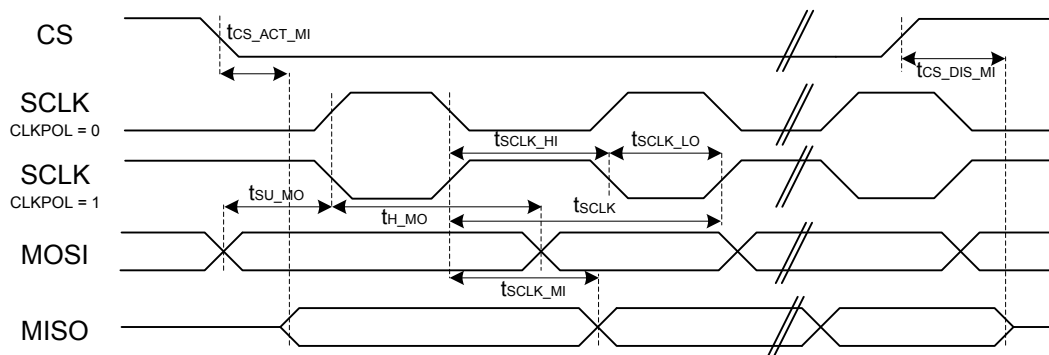 CS
tCS_ACT_MI
tCS_DIS_MI
SCLK
CLKPOL = 0
tSCLK_HI
tSCLK_LO
SCLK
CLKPOL = 1
tSU_MO
tH_MO
tSCLK
MOSI
tSCLK_MI
MISO